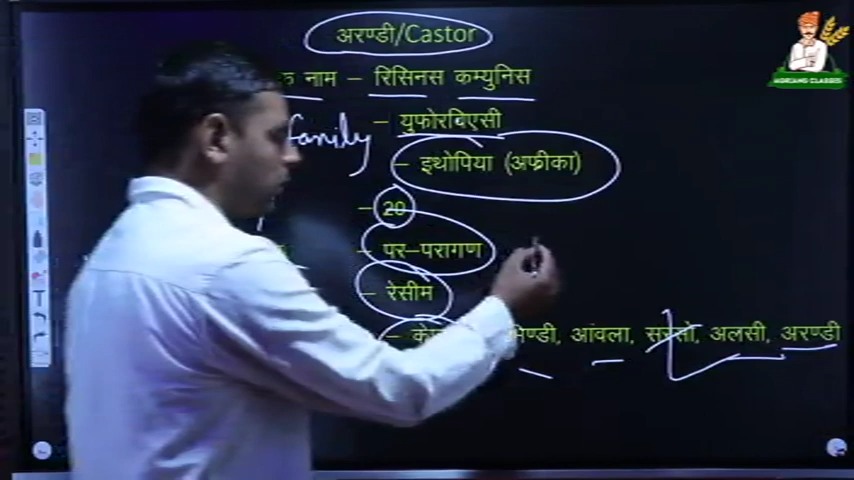 अरण्डी/Castor
AGRIANS CLASSES
नाम – रिसिनस कम्युनिस
family – युफोरबिएसी
– इथोपिया (अफ्रीका)
– 20
– पर–परागण
– रेसीम
आंवला, सरसो, अलसी, अरण्डी